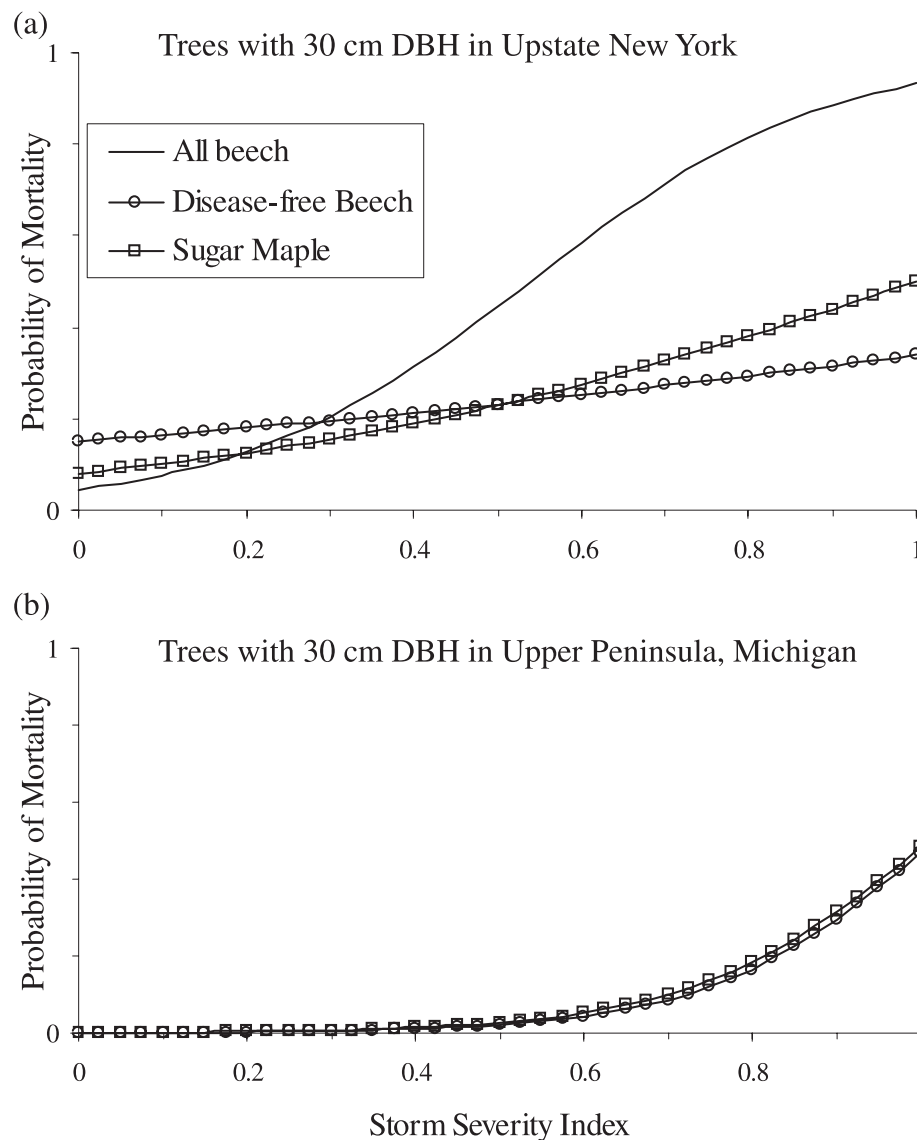 (a)
Trees with 30 cm DBH in Upstate New York
1
All beech
Disease-free Beech
Sugar Maple
Probability of Mortality
0
0 0.2 0.4 0.6 0.8 1
(b)
Trees with 30 cm DBH in Upper Peninsula, Michigan
1
Probability of Mortality
0
0 0.2 0.4 0.6 0.8
Storm Severity Index